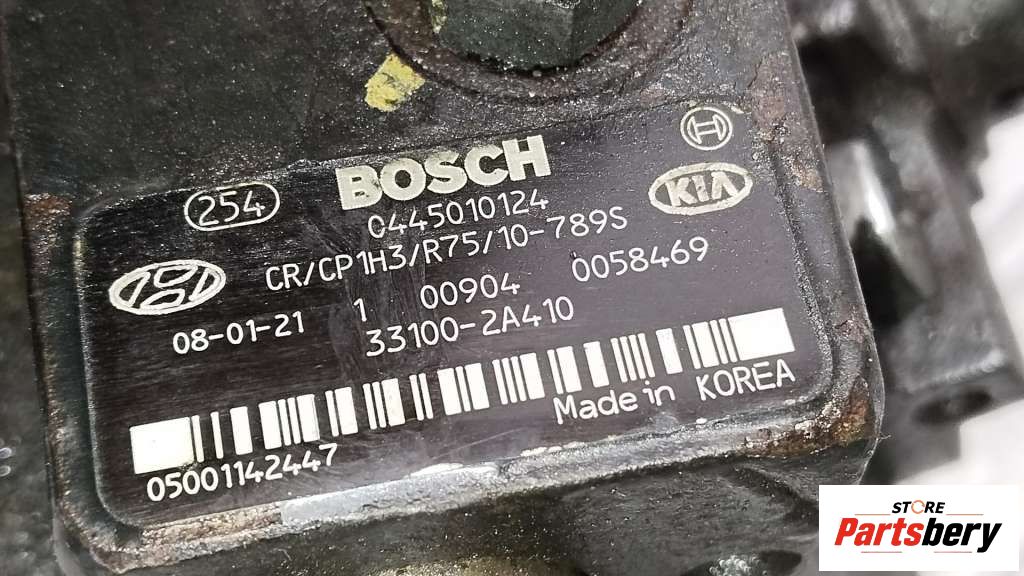 BOSCH
254
0445010124
KIA
CR/CP1H3/R75/10-789S
08-01-21 1 00904 0058469
33100-2A410
Made in KOREA
05001142447
STORE
Partsbery